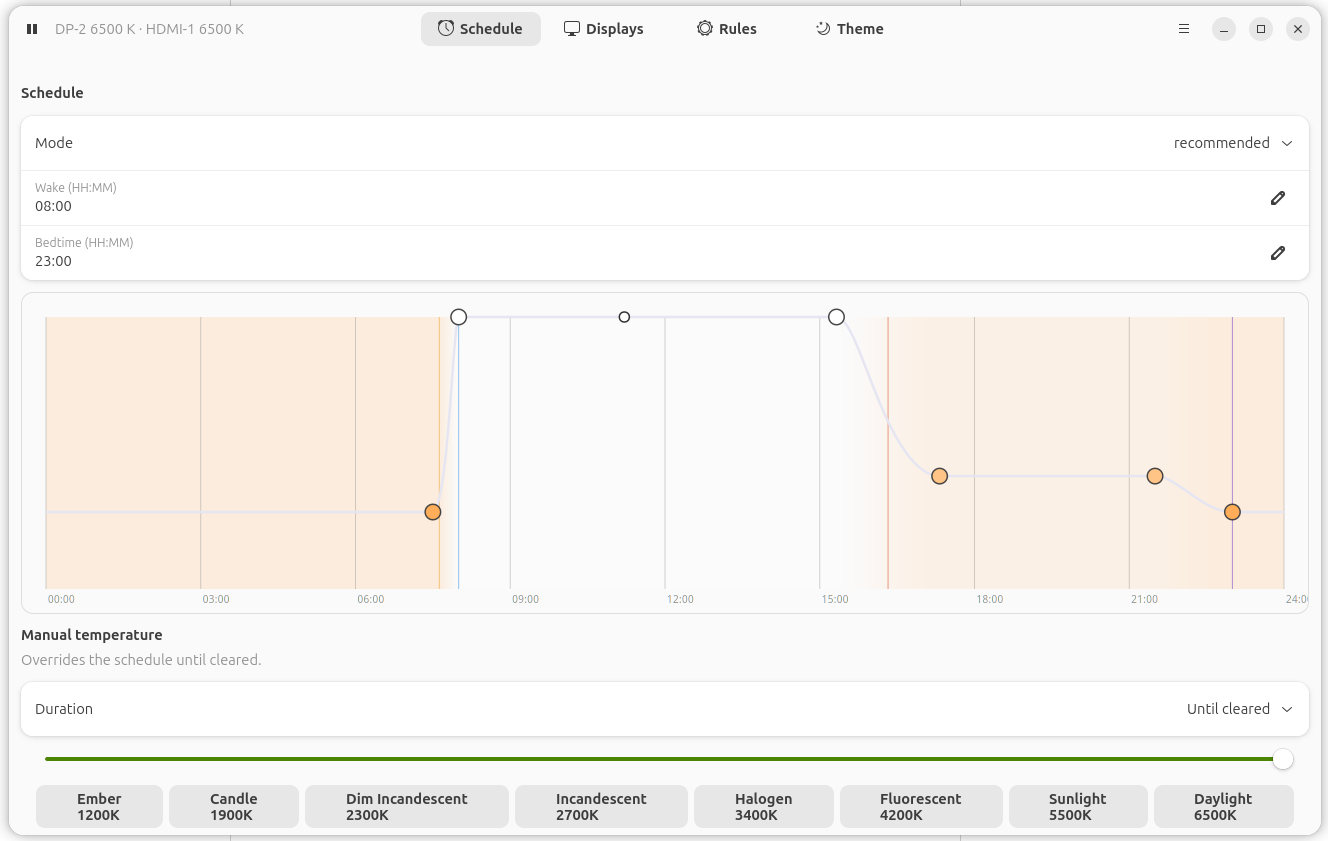 DP-2 6500 K · HDMI-1 6500 K
Schedule
Displays
Rules
Theme
Schedule
Mode
recommended
Wake (HH:MM)
08:00
Bedtime (HH:MM)
23:00
00:00
03:00
06:00
09:00
12:00
15:00
18:00
21:00
24:0
Manual temperature
Overrides the schedule until cleared.
Duration
Until cleared
Ember
1200K
Candle
1900K
Dim Incandescent
2300K
Incandescent
2700K
Halogen
3400K
Fluorescent
4200K
Sunlight
5500K
Daylight
6500K